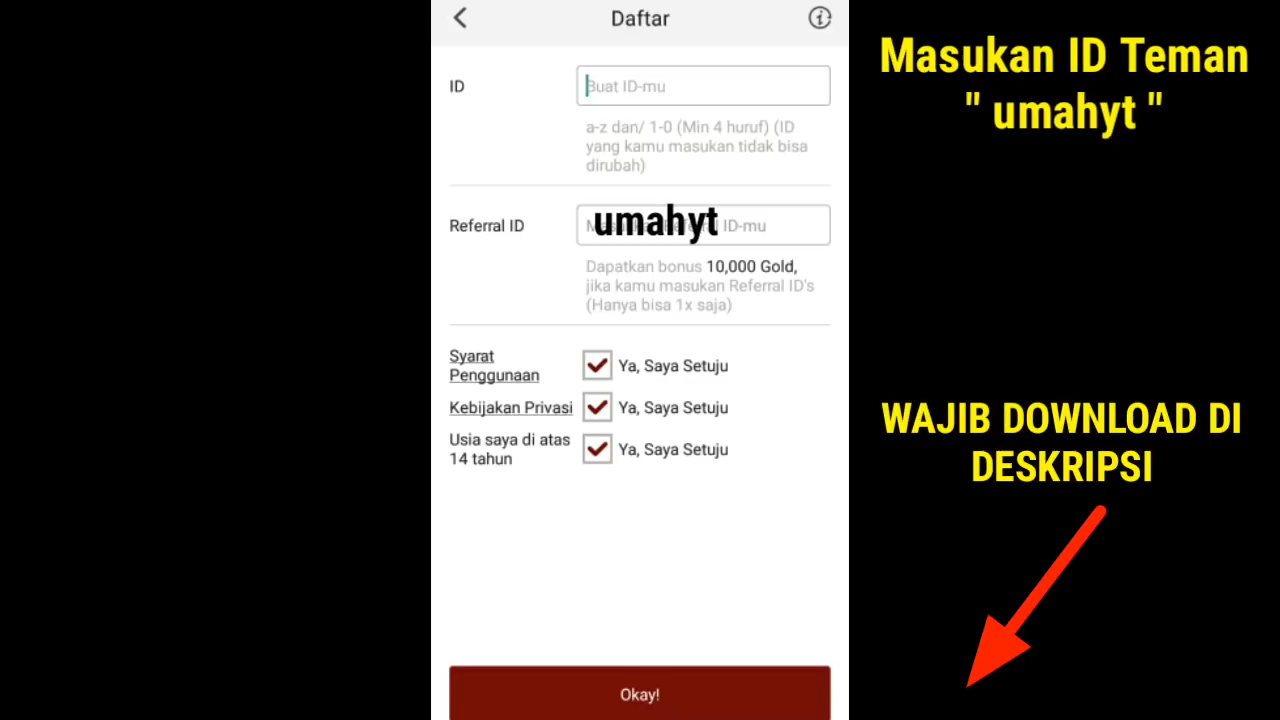 Daftar
ID
Buat ID-mu
a-z dan/ 1-0 (Min 4 huruf) (ID
yang kamu masukan tidak bisa
dirubah)
Referral ID
umahyt
ID-mu
Dapatkan bonus 10,000 Gold,
jika kamu masukan Referral ID's
(Hanya bisa 1x saja)
Syarat
Penggunaan
Ya, Saya Setuju
Kebijakan Privasi
Ya, Saya Setuju
Usia saya di atas
14 tahun
Ya, Saya Setuju
Okay!
Masukan ID Teman
" umahyt "
WAJIB DOWNLOAD DI
DESKRIPSI